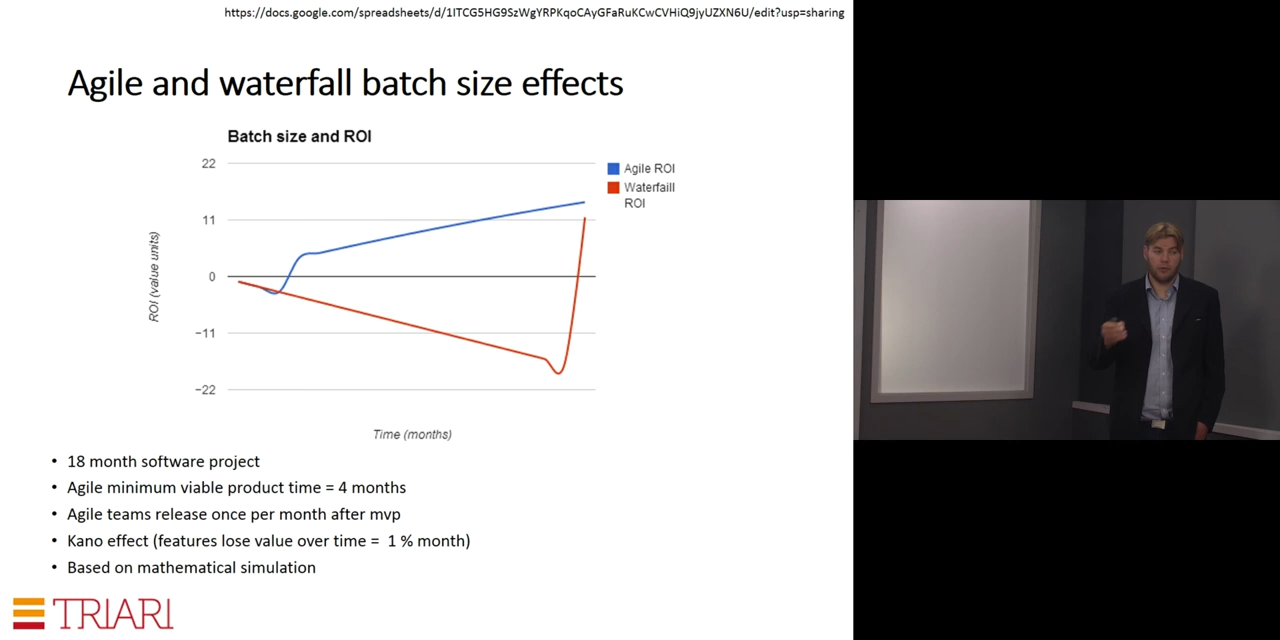 https://docs.google.com/spreadsheets/d/1ITCG5HG9SzWgYRPKqoCAyGFaRuKCwCVHiQ9jyUZXN6U/edit?usp=sharing
Agile and waterfall batch size effects
Batch size and ROI
22
11
0
−11
−22
ROI (value units)
Time (months)
Agile ROI
Waterfaill
ROI
• 18 month software project
• Agile minimum viable product time = 4 months
• Agile teams release once per month after mvp
• Kano effect (features lose value over time = 1 % month)
• Based on mathematical simulation
TRIARI